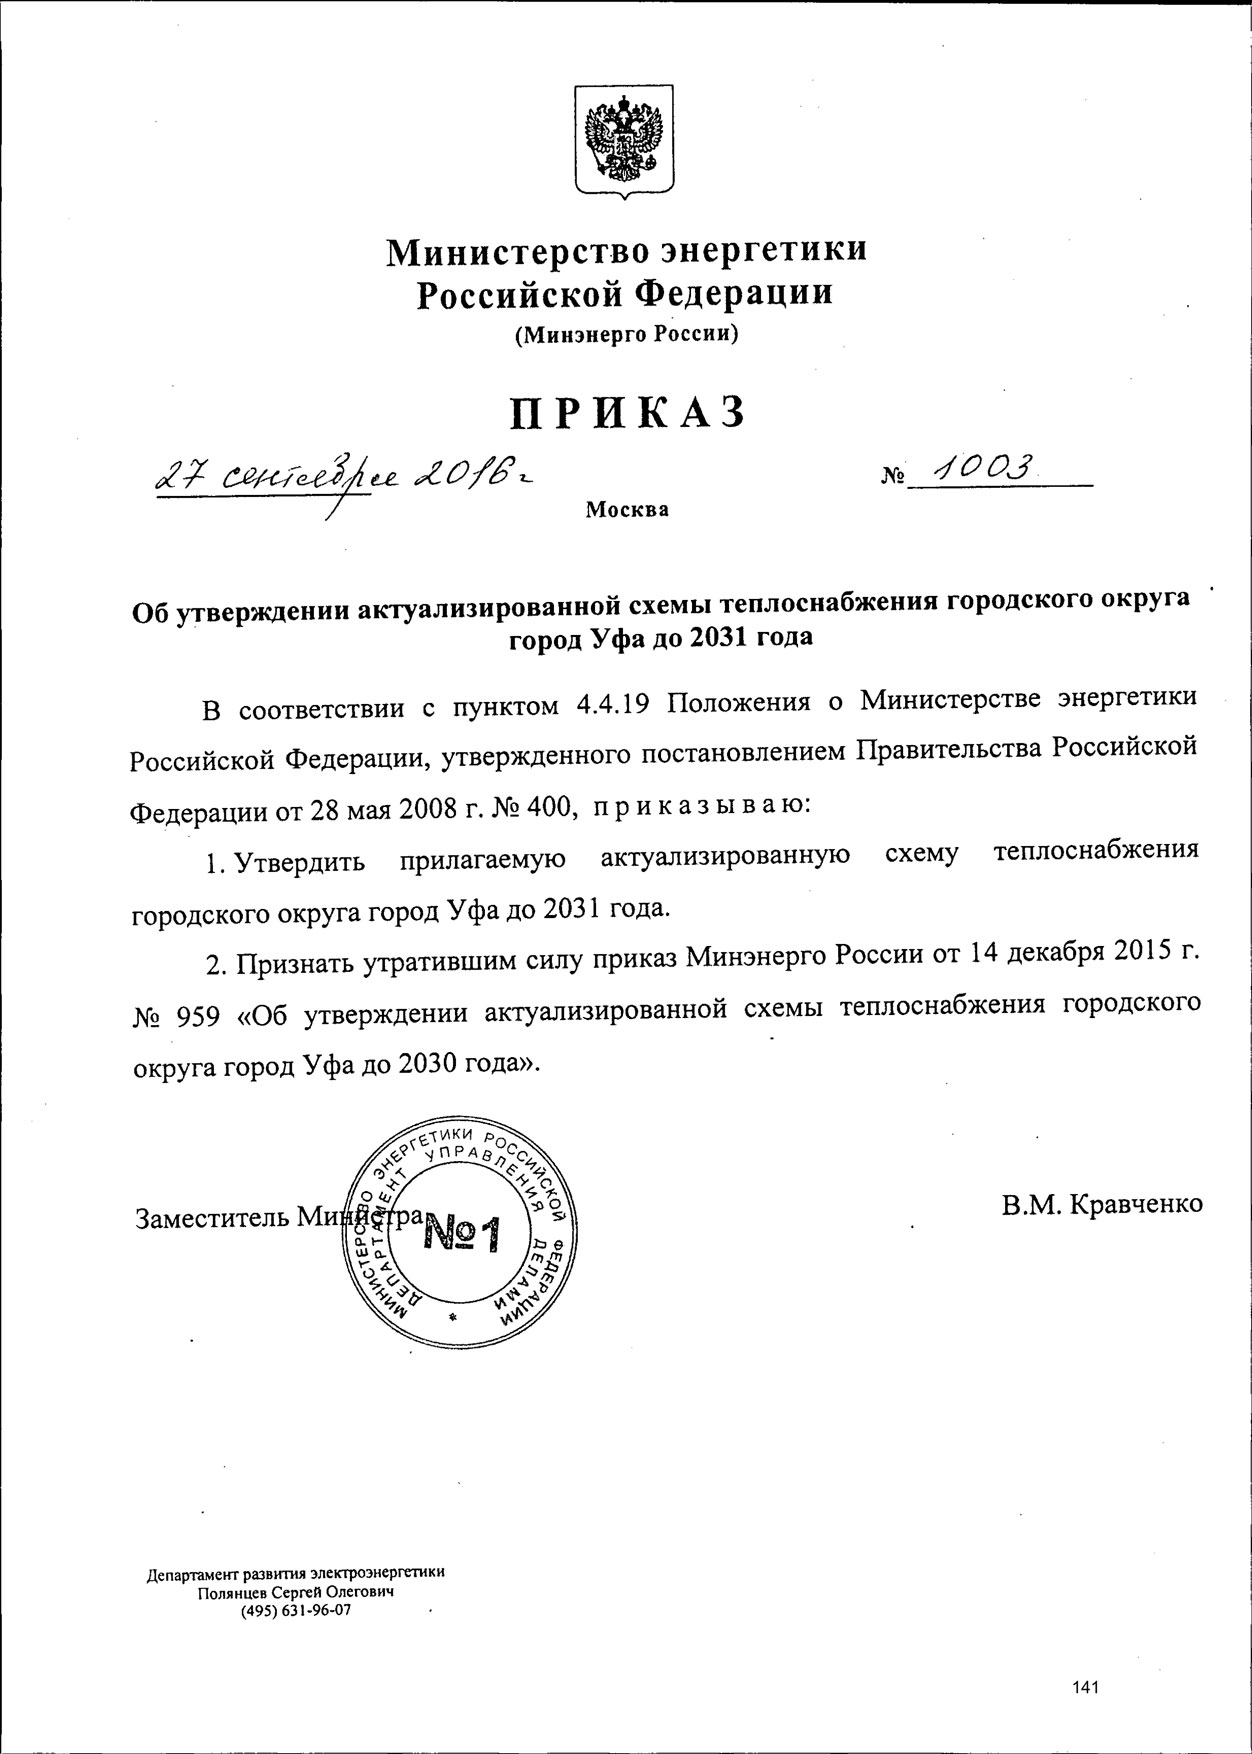 Министерство энергетики
Российской Федерации
(Минэнерго России)
ПРИКАЗ
27 сентября 2016 г
№ 1003
Москва
Об утверждении актуализированной схемы теплоснабжения городского округа
город Уфа до 2031 года
В соответствии с пунктом 4.4.19 Положения о Министерстве энергетики
Российской Федерации, утвержденного постановлением Правительства Российской
Федерации от 28 мая 2008 г. № 400, приказываю:
1. Утвердить прилагаемую актуализированную схему теплоснабжения
городского округа город Уфа до 2031 года.
2. Признать утратившим силу приказ Минэнерго России от 14 декабря 2015 г.
№ 959 «Об утверждении актуализированной схемы теплоснабжения городского
округа город Уфа до 2030 года».
МИНИСТЕРСТВО ЭНЕРГЕТИКИ РОССИЙСКОЙ ФЕДЕРАЦИИ
ДЕПАРТАМЕНТ УПРАВЛЕНИЯ ДЕЛАМИ
*
№1
Заместитель Министра
В.М. Кравченко
Департамент развития электроэнергетики
Полянцев Сергей Олегович
(495) 631-96-07
141